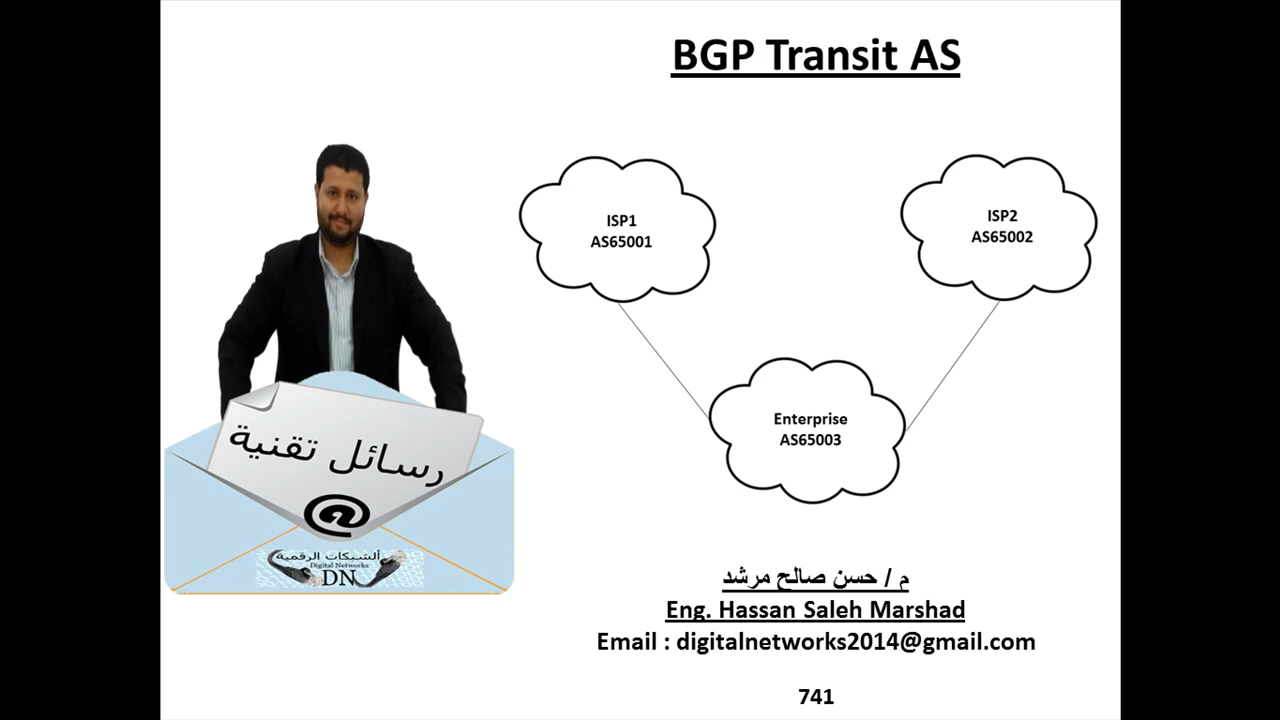 BGP Transit AS
ISP1
AS65001
ISP2
AS65002
Enterprise
AS65003
رسائل تقنية
@
الشبكات الرقمية
Digital Networks
DN
م / حسن صالح مرشد
Eng. Hassan Saleh Marshad
Email : digitalnetworks2014@gmail.com
741